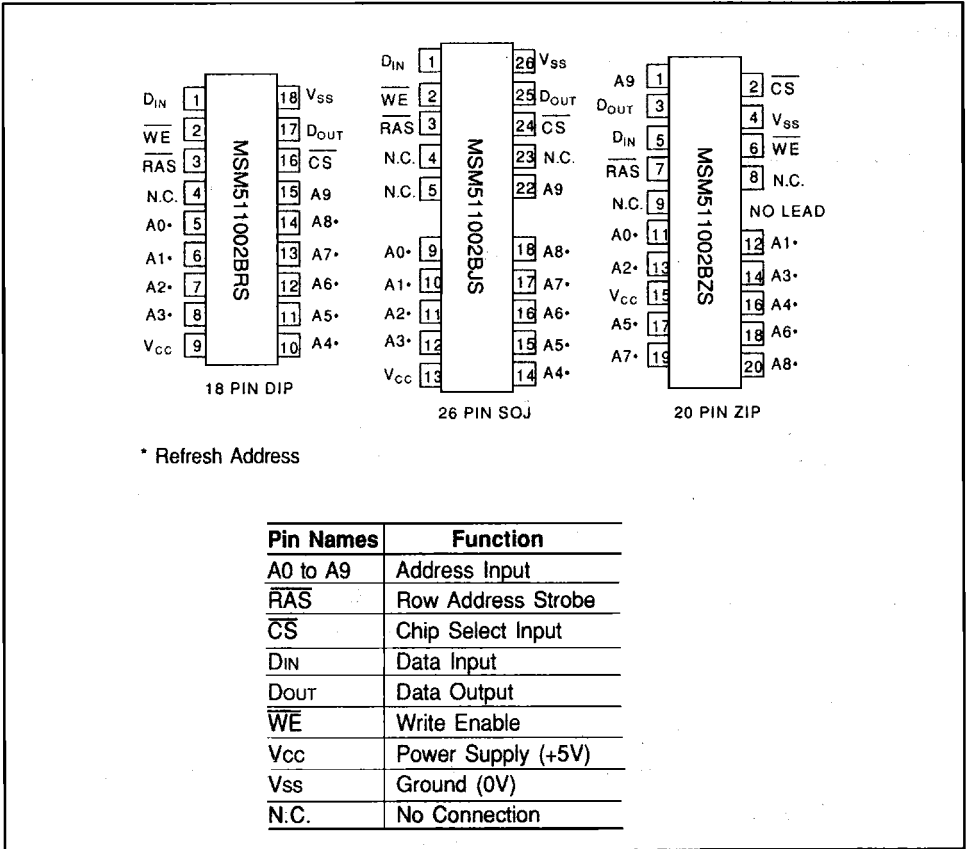 DIN 1 18 VSS
WE 2 17 DOUT
RAS 3 16 CS
N.C. 4 15 A9
A0• 5 14 A8•
A1• 6 13 A7•
A2• 7 12 A6•
A3• 8 11 A5•
VCC 9 10 A4•
MSM511002BRS
18 PIN DIP
DIN 1 26 VSS
WE 2 25 DOUT
RAS 3 24 CS
N.C. 4 23 N.C.
N.C. 5 22 A9
A0• 9 18 A8•
A1• 10 17 A7•
A2• 11 16 A6•
A3• 12 15 A5•
VCC 13 14 A4•
MSM511002BJS
26 PIN SOJ
A9 1 2 CS
DOUT 3 4 VSS
DIN 5 6 WE
RAS 7 8 N.C.
N.C. 9 NO LEAD
A0• 11 12 A1•
A2• 13 14 A3•
VCC 15 16 A4•
A5• 17 18 A6•
A7• 19 20 A8•
MSM511002BZS
20 PIN ZIP
* Refresh Address
Pin Names Function
A0 to A9 Address Input
RAS Row Address Strobe
CS Chip Select Input
DIN Data Input
DOUT Data Output
WE Write Enable
Vcc Power Supply (+5V)
Vss Ground (0V)
N.C. No Connection